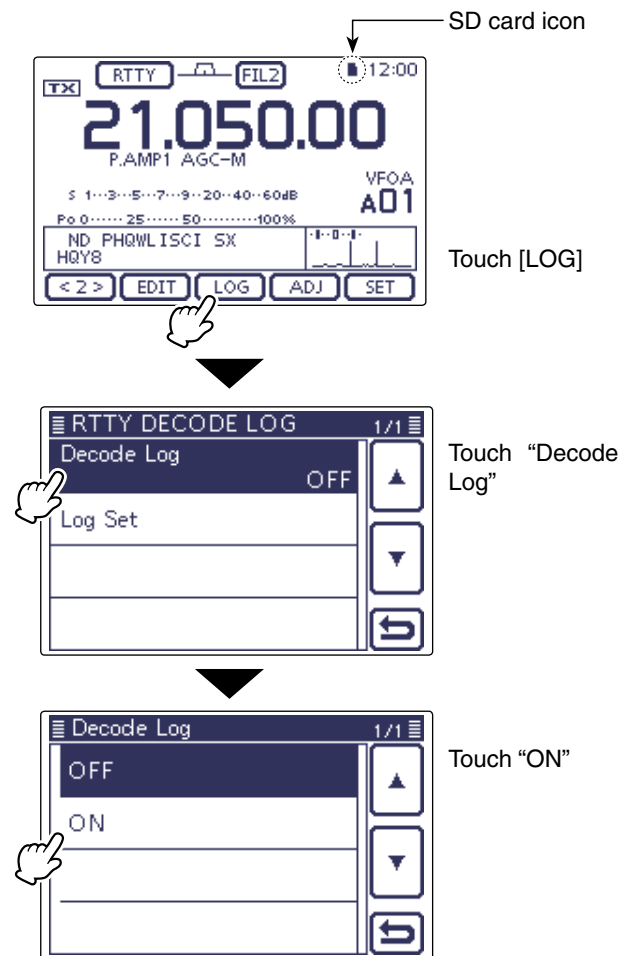 SD card icon
RTTY FIL2 12:00
TX
21.050.00
P.AMP1 AGC-M
VFOA
A01
S 1···3···5···7···9··20··40··60dB
Po 0······25······50··········100%
ND PHQWLISCI SX
HQY8
Touch [LOG]
< 2 > EDIT LOG ADJ SET
RTTY DECODE LOG 1/1
Decode Log
OFF
Touch “Decode
Log”
Log Set
Decode Log 1/1
OFF
Touch “ON”
ON